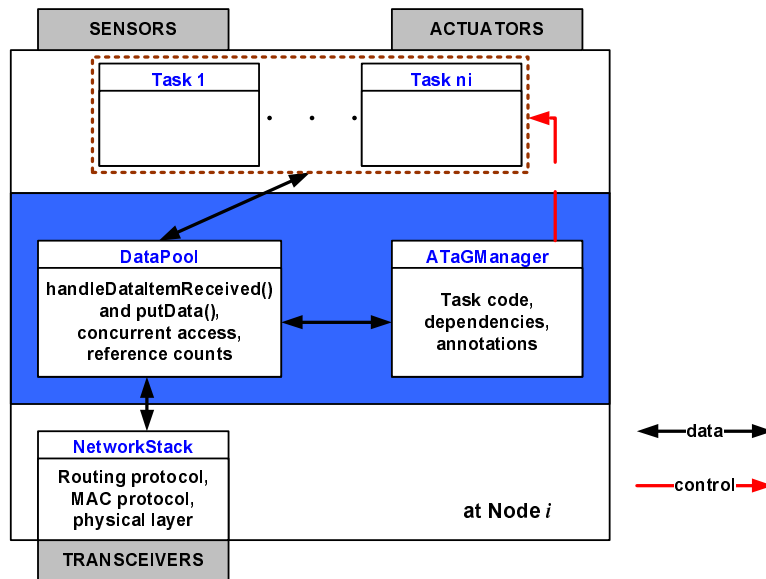 SENSORS
ACTUATORS
Task 1
Task ni
. . .
DataPool
handleDataItemReceived()
and putData(),
concurrent access,
reference counts
ATaGManager
Task code,
dependencies,
annotations
NetworkStack
Routing protocol,
MAC protocol,
physical layer
TRANSCEIVERS
at Node i
data
control